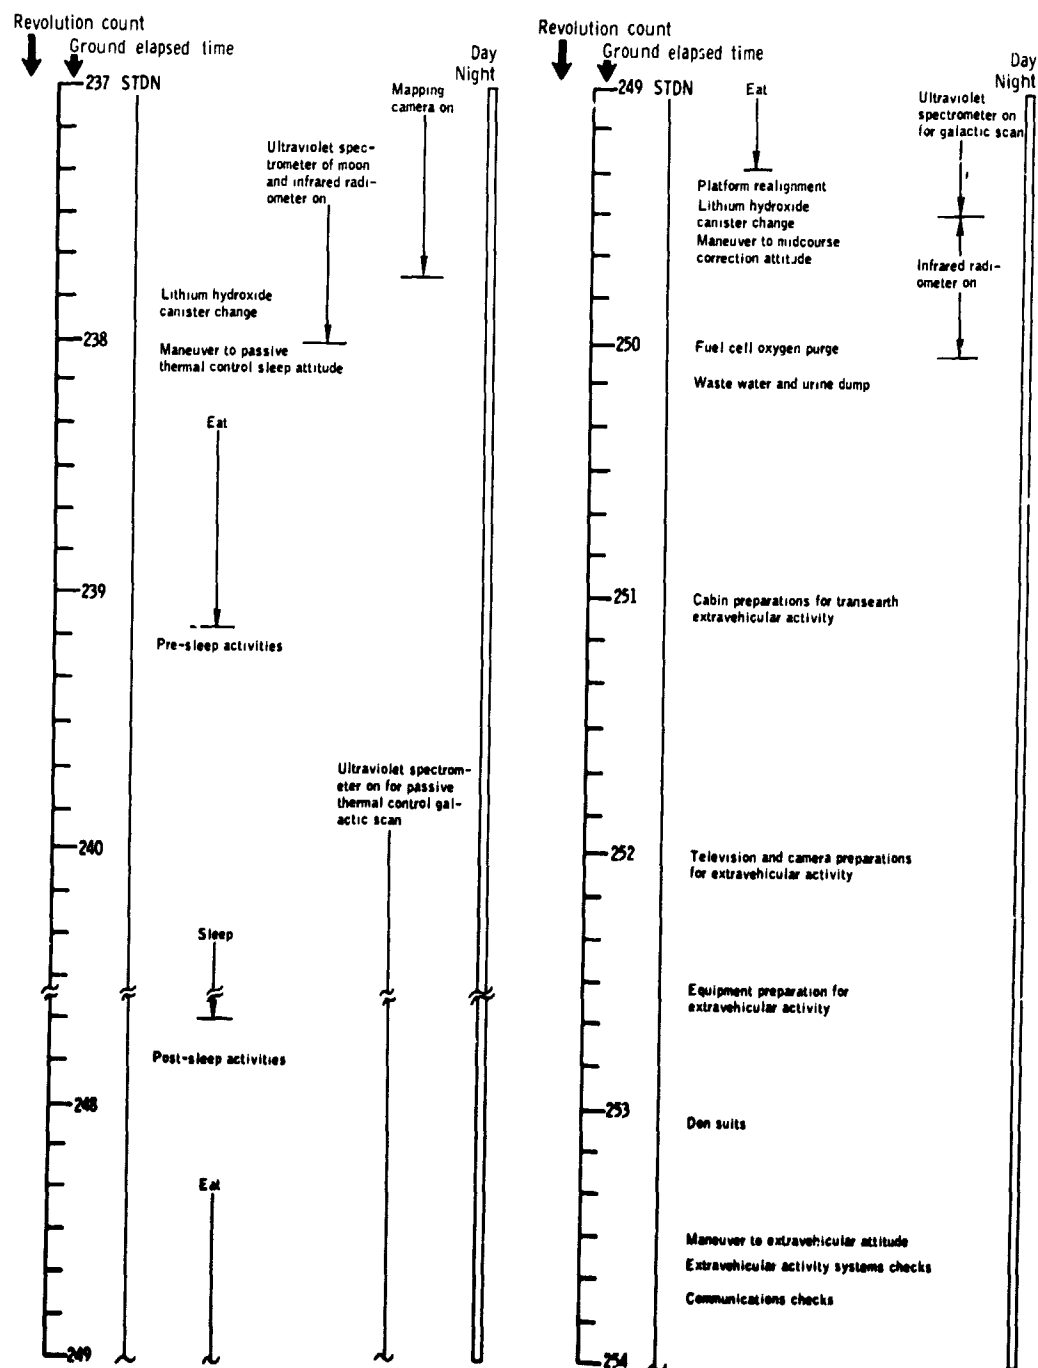 Revolution count
Ground elapsed time
Day
Night
237 STDN
Mapping
camera on
Ultraviolet spec-
trometer of moon
and infrared radi-
ometer on
Lithium hydroxide
canister change
238
Maneuver to passive
thermal control sleep attitude
Eat
239
Pre-sleep activities
Ultraviolet spectrom-
eter on for passive
thermal control gal-
actic scan
240
Sleep
Post-sleep activities
248
Eat
249
Revolution count
Ground elapsed time
Day
Night
249 STDN
Eat
Ultraviolet
spectrometer on
for galactic scan
Platform realignment
Lithium hydroxide
canister change
Maneuver to midcourse
correction attitude
Infrared radi-
ometer on
250
Fuel cell oxygen purge
Waste water and urine dump
251
Cabin preparations for transearth
extravehicular activity
252
Television and camera preparations
for extravehicular activity
Equipment preparation for
extravehicular activity
253
Don suits
Maneuver to extravehicular attitude
Extravehicular activity systems checks
Communications checks
254